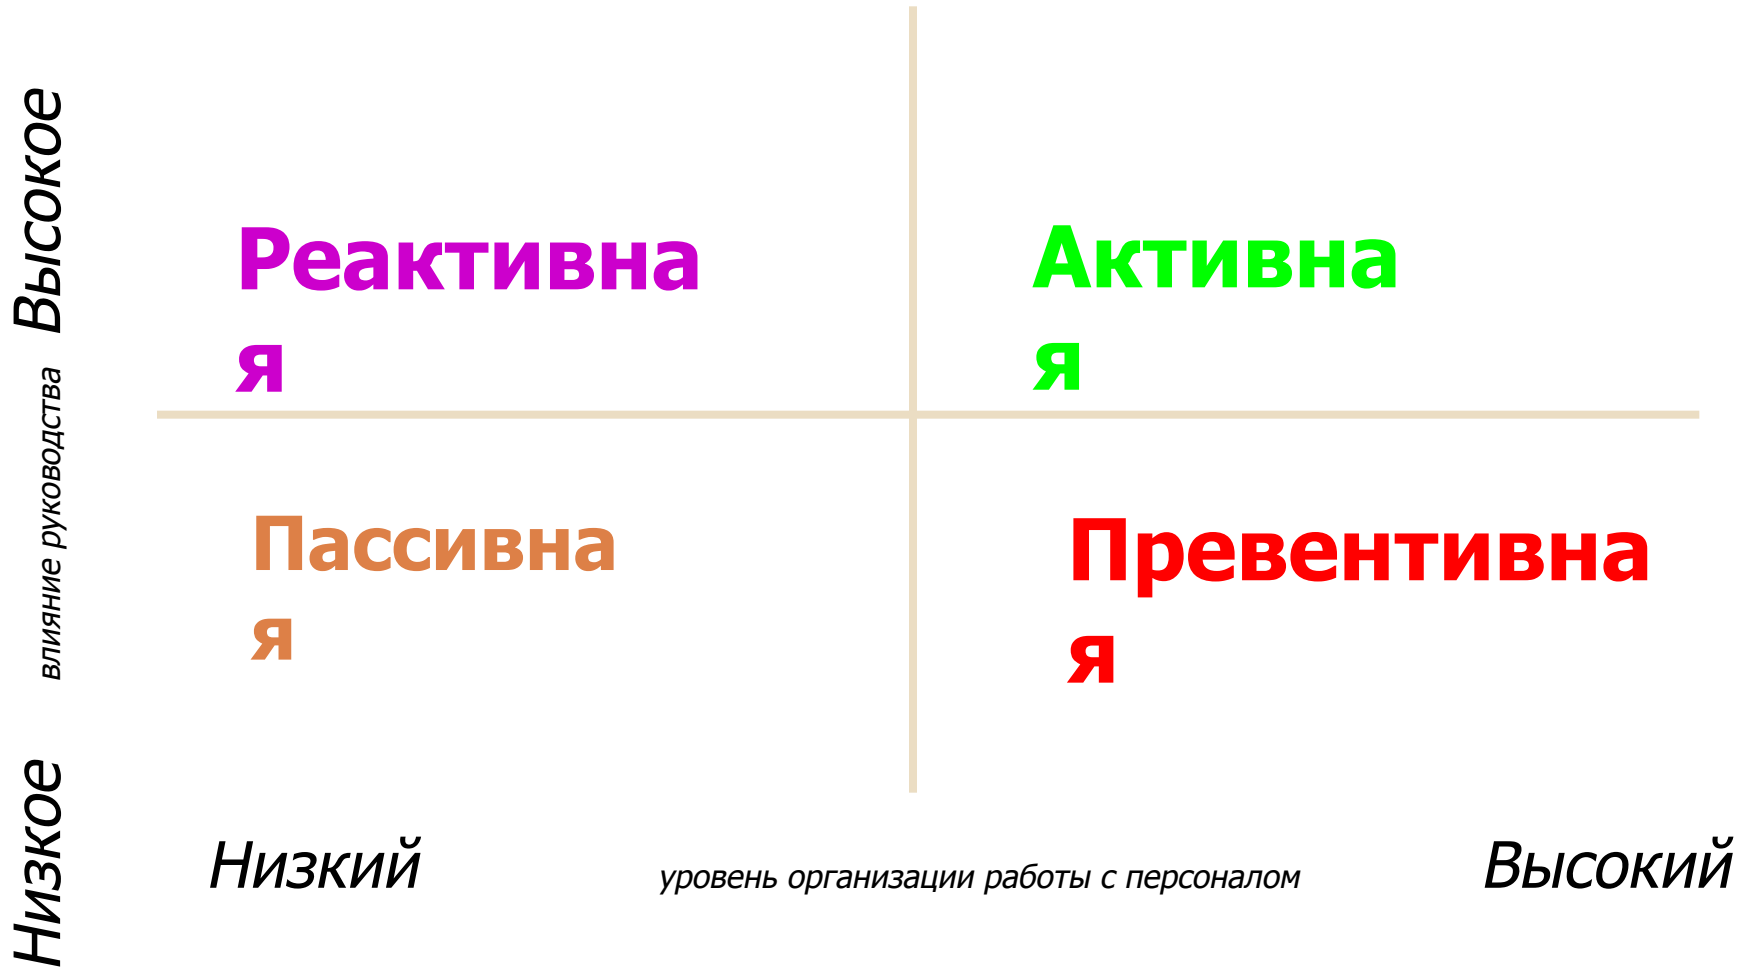 Высокое
влияние руководства
Низкое
Реактивна
я
Активна
я
Пассивна
я
Превентивна
я
Низкий
уровень организации работы с персоналом
Высокий